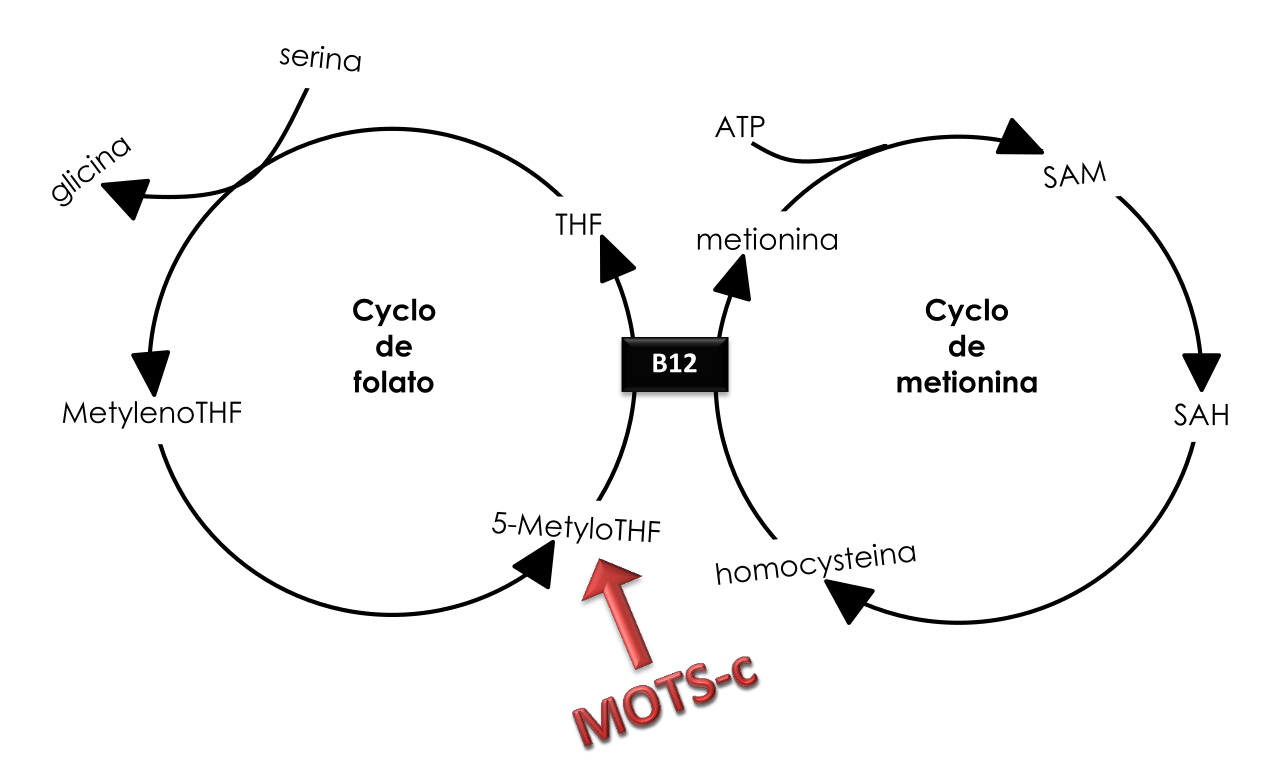 serina
glicina
THF
Cyclo
de
folato
MetylenoTHF
5-MetyloTHF
B12
ATP
SAM
metionina
Cyclo
de
metionina
SAH
homocysteina
MOTS-c